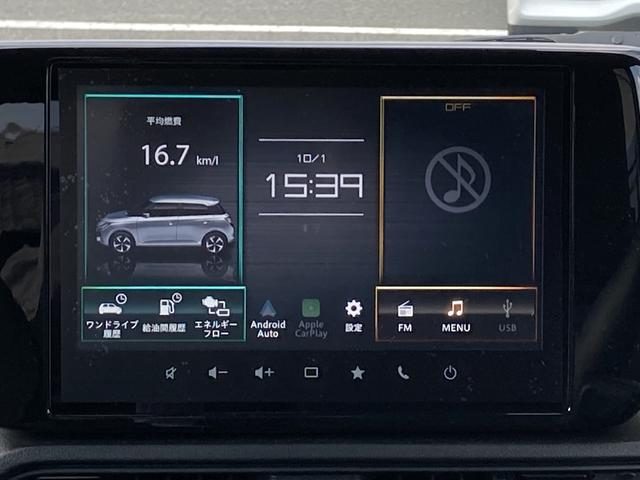 平均燃費
16.7 km/l
10/1
15:39
OFF
ワンドライブ
履歴
給油間履歴
エネルギー
フロー
Android
Auto
Apple
CarPlay
設定
FM
MENU
USB